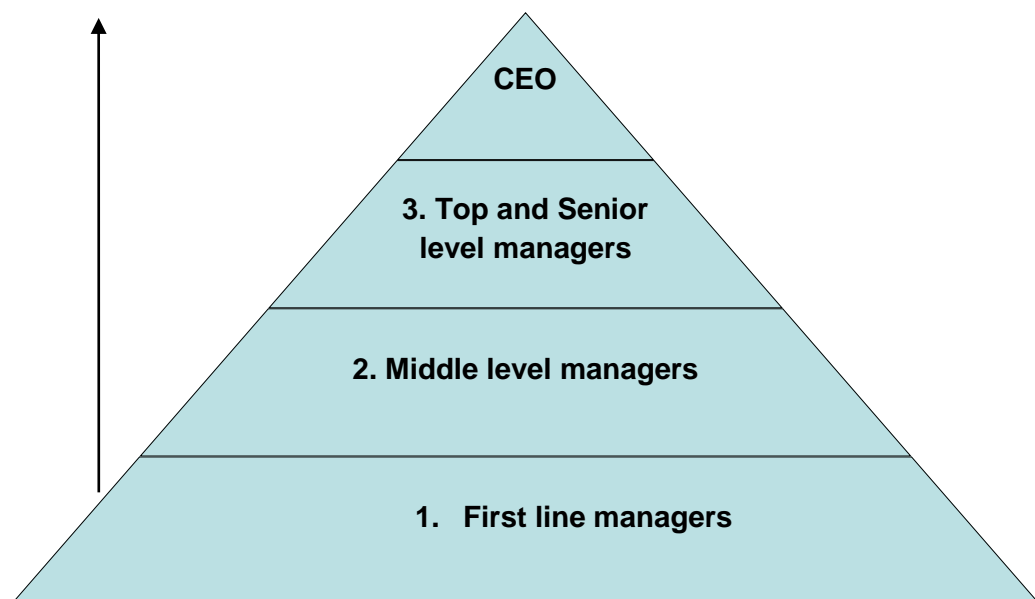 CEO
3. Top and Senior
level managers
2. Middle level managers
1. First line managers